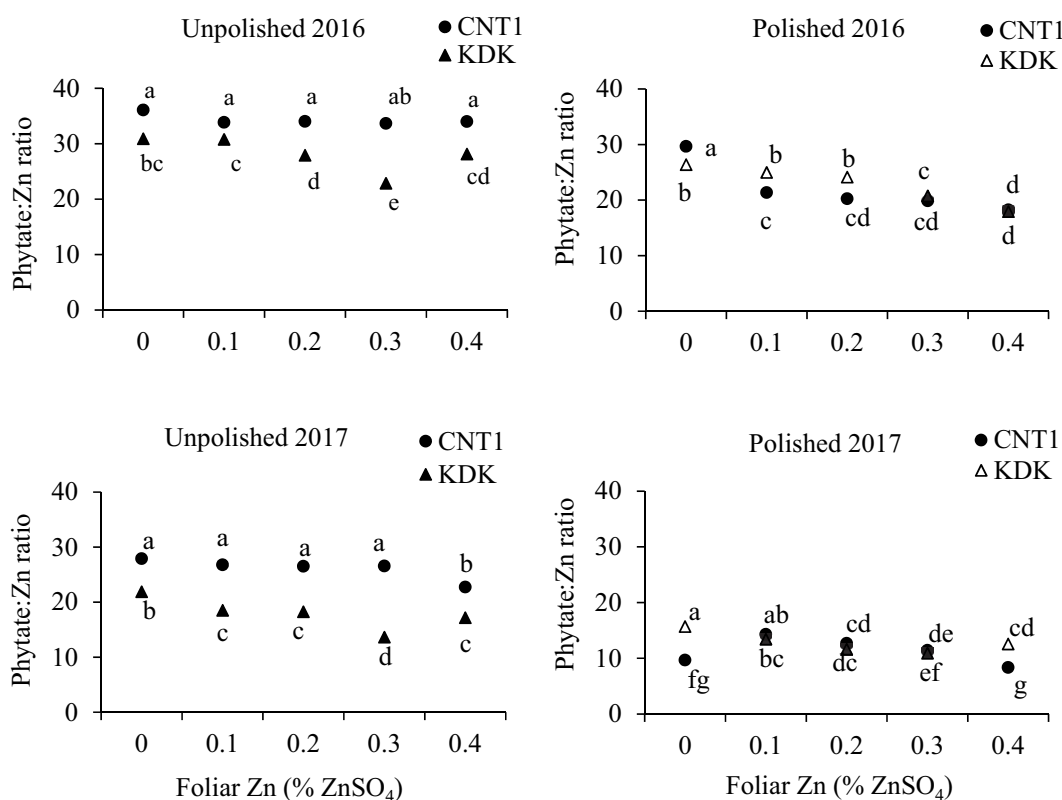 Unpolished 2016
CNT1
KDK
Phytate:Zn ratio
40
30
20
10
0
a
a
a
ab
a
bc
c
d
e
cd
0
0.1
0.2
0.3
0.4
Polished 2016
CNT1
KDK
Phytate:Zn ratio
40
30
20
10
0
a
b
b
c
d
b
c
cd
cd
d
0
0.1
0.2
0.3
0.4
Unpolished 2017
CNT1
KDK
Phytate:Zn ratio
40
30
20
10
0
a
a
a
a
b
b
c
c
d
c
0
0.1
0.2
0.3
0.4
Foliar Zn (% ZnSO₄)
Polished 2017
CNT1
KDK
Phytate:Zn ratio
40
30
20
10
0
a
ab
cd
de
cd
fg
bc
dc
ef
g
0
0.1
0.2
0.3
0.4
Foliar Zn (% ZnSO₄)